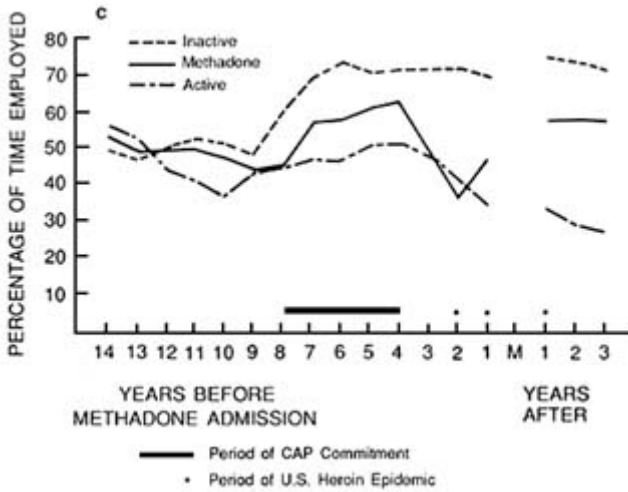 c
Inactive
Methadone
Active
PERCENTAGE OF TIME EMPLOYED
80
70
60
50
40
30
20
10
14 13 12 11 10 9 8 7 6 5 4 3 2 1 M 1 2 3
YEARS BEFORE
METHADONE ADMISSION
YEARS
AFTER
Period of CAP Commitment
Period of U.S. Heroin Epidemic